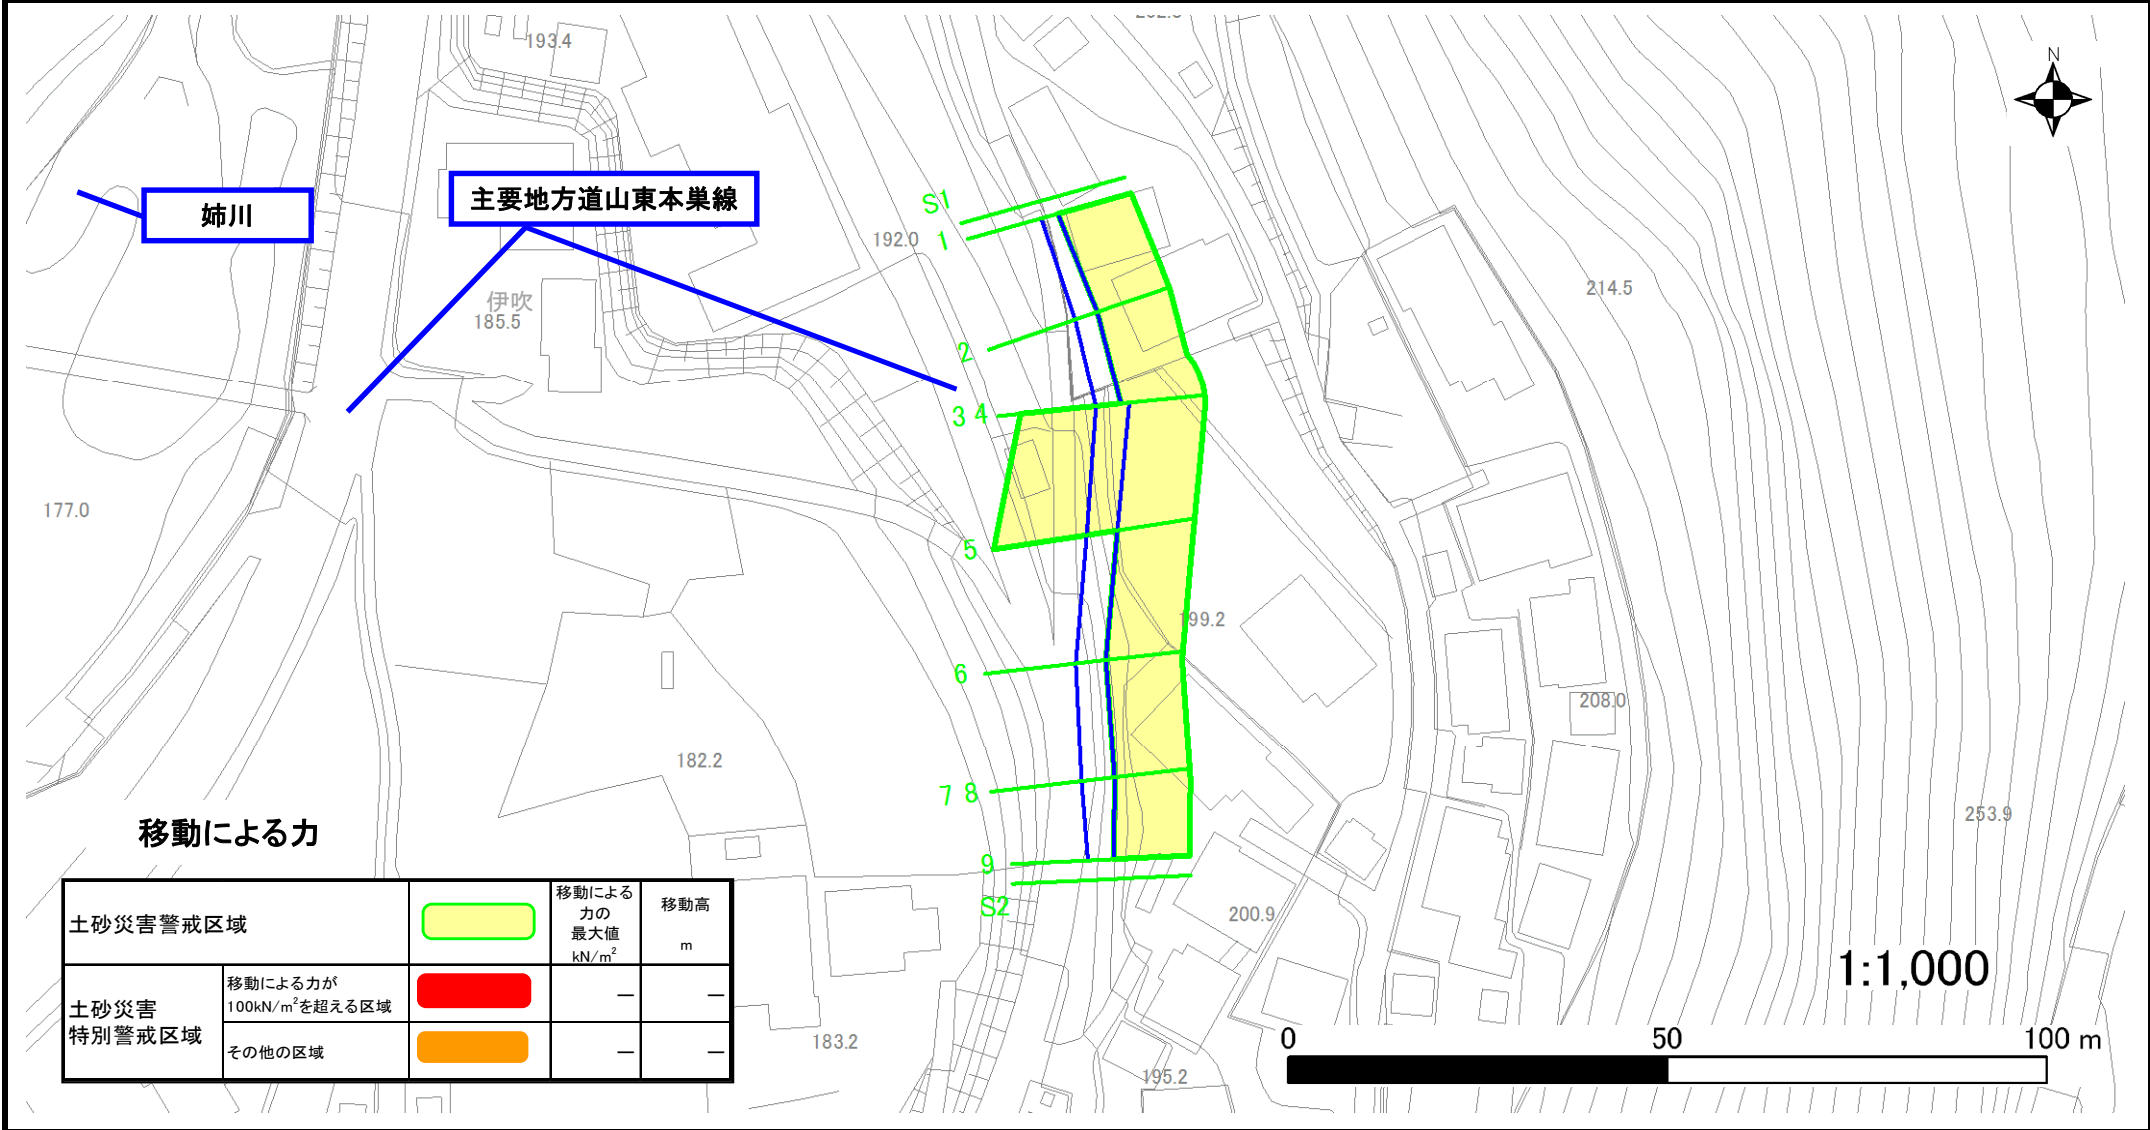 193.4
N
姉川
主要地方道山東本巣線
S1
1
192.0
伊吹
185.5
214.5
2
3 4
5
177.0
199.2
6
208.0
182.2
7 8
253.9
移動による力
9
S2
200.9
土砂災害警戒区域
移動による
力の
最大値
kN/m²
移動高
m
土砂災害
特別警戒区域
移動による力が
100kN/m²を超える区域
— —
その他の区域
— —
183.2
195.2
1:1,000
0 50 100 m